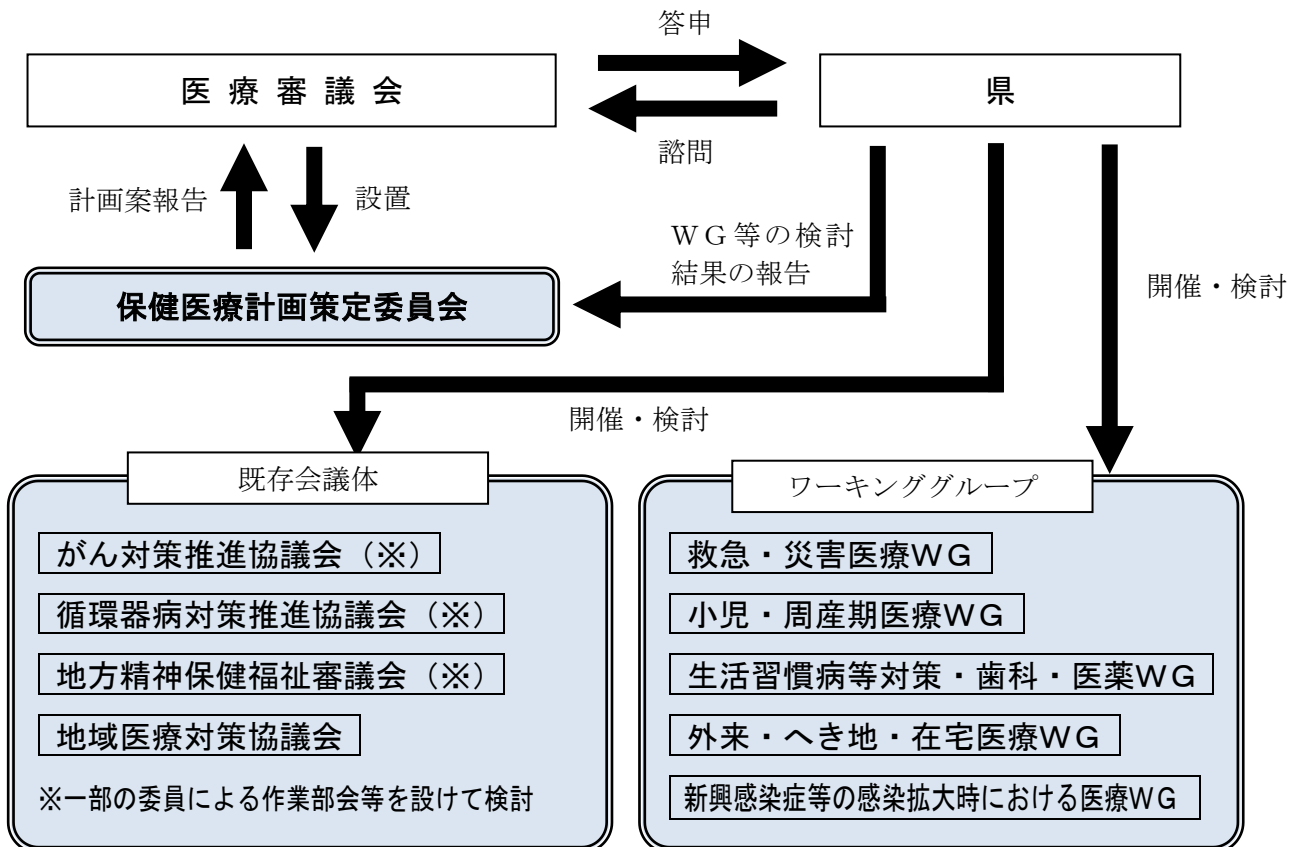 答申
医療審議会
県
諮問
計画案報告
設置
ＷＧ等の検討
結果の報告
開催・検討
保健医療計画策定委員会
開催・検討
既存会議体
がん対策推進協議会（※）
循環器病対策推進協議会（※）
地方精神保健福祉審議会（※）
地域医療対策協議会
※一部の委員による作業部会等を設けて検討
ワーキンググループ
救急・災害医療ＷＧ
小児・周産期医療ＷＧ
生活習慣病等対策・歯科・医薬ＷＧ
外来・へき地・在宅医療ＷＧ
新興感染症等の感染拡大時における医療ＷＧ